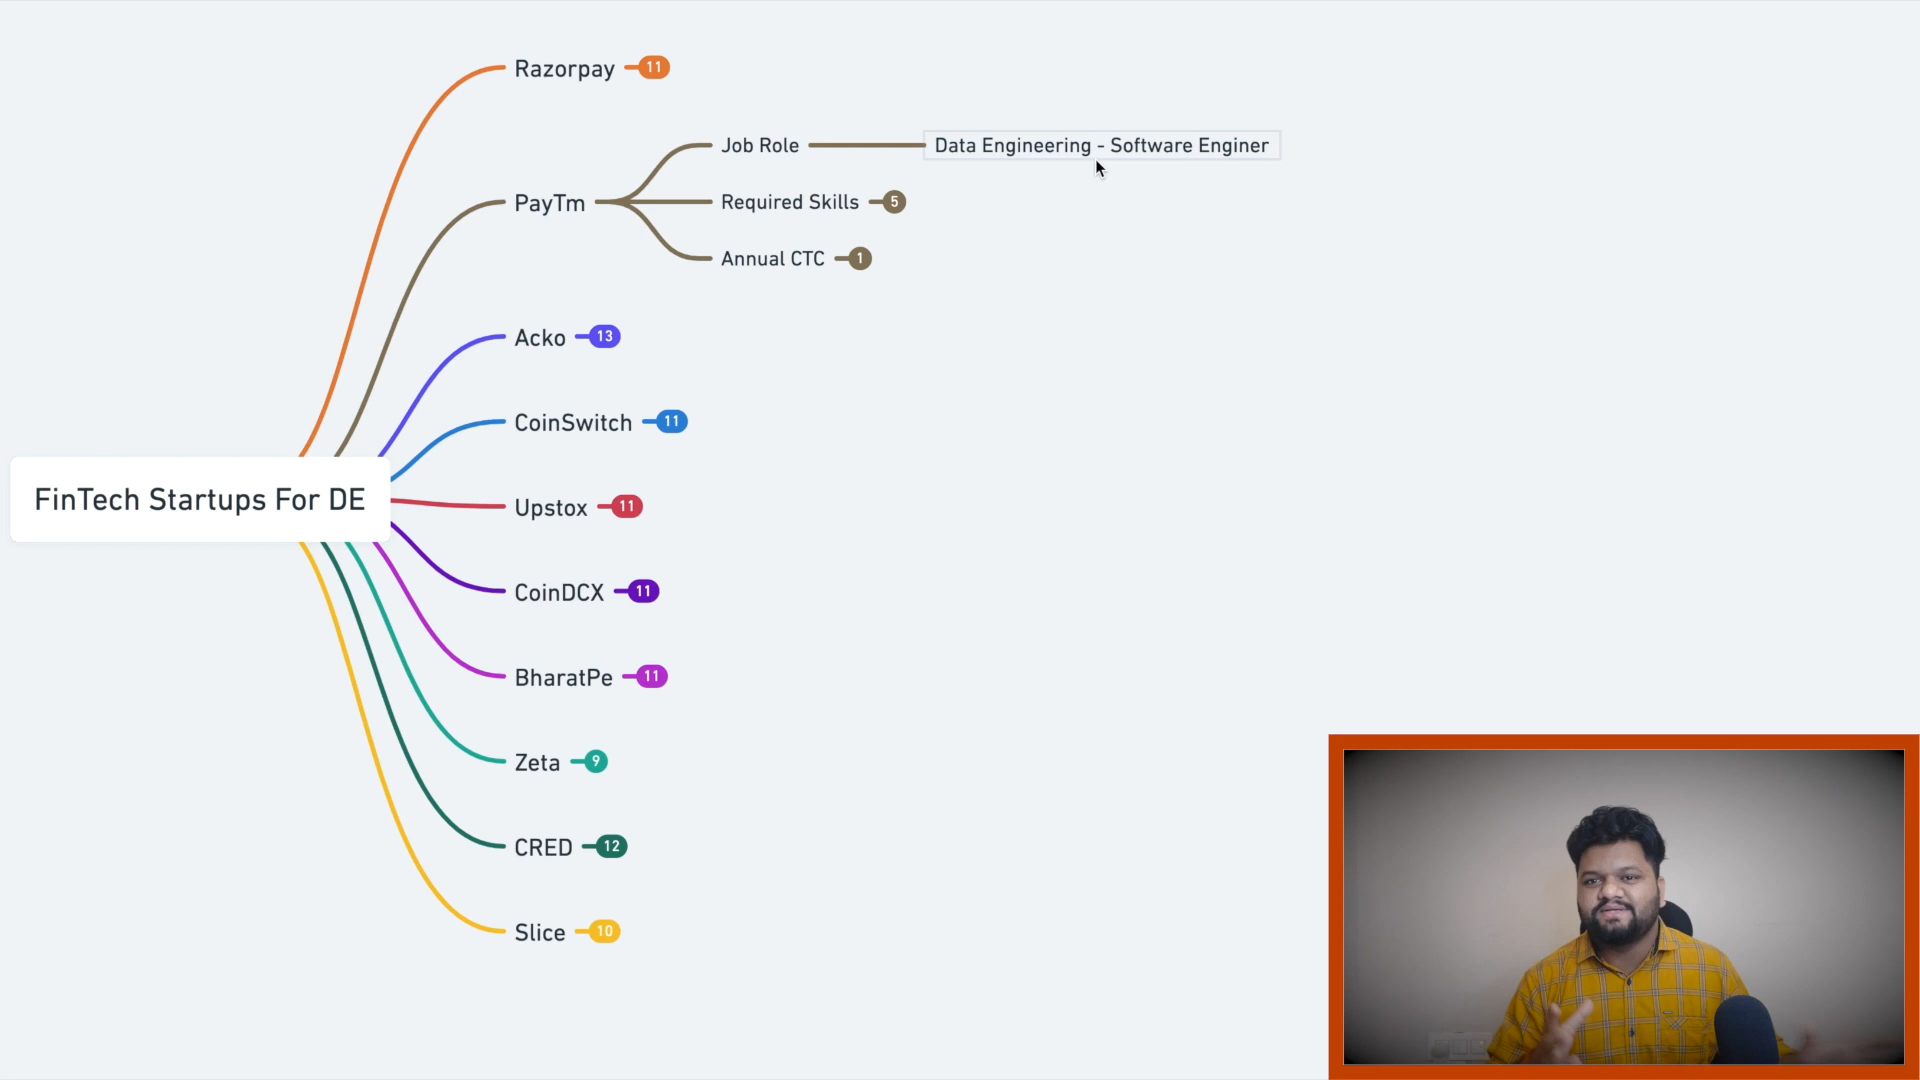 Razorpay 11
Job Role Data Engineering - Software Enginer
PayTm Required Skills 5
Annual CTC 1
Acko 13
CoinSwitch 11
FinTech Startups For DE
Upstox 11
CoinDCX 11
BharatPe 11
Zeta 9
CRED 12
Slice 10